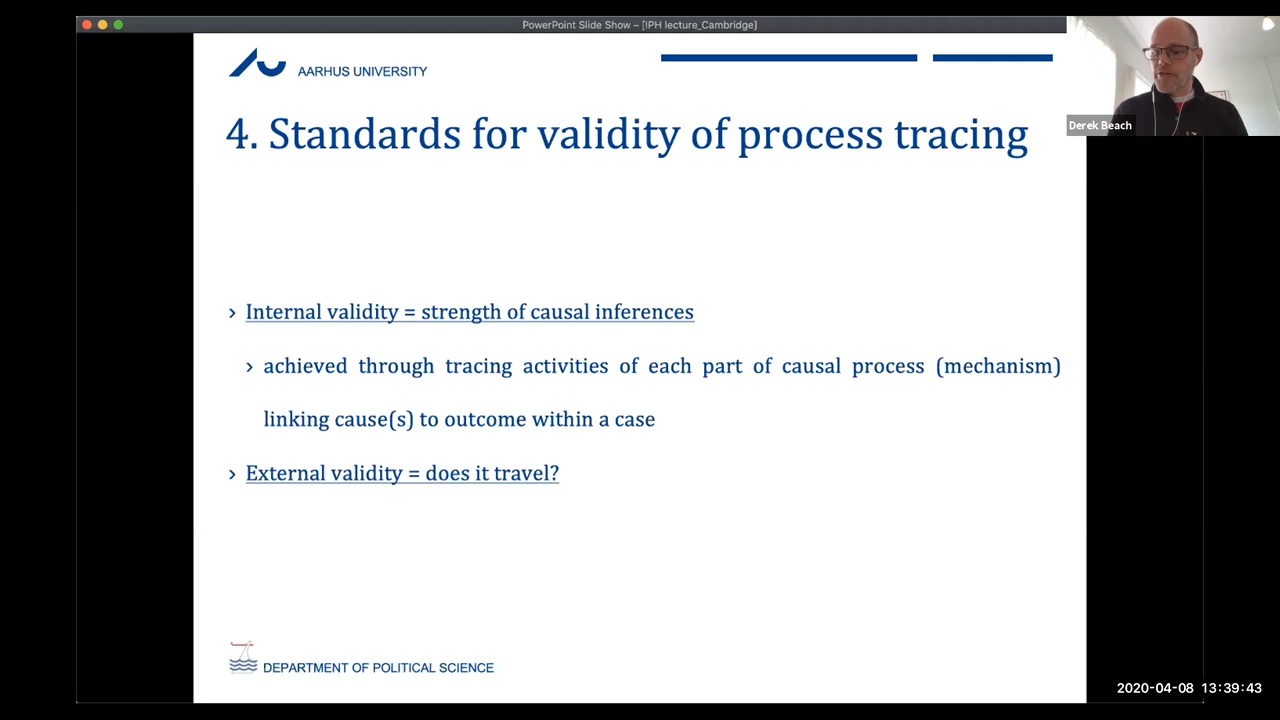 PowerPoint Slide Show – [IPH lecture_Cambridge]
AARHUS UNIVERSITY
Derek Beach
4. Standards for validity of process tracing
› Internal validity = strength of causal inferences
› achieved through tracing activities of each part of causal process (mechanism)
linking cause(s) to outcome within a case
› External validity = does it travel?
DEPARTMENT OF POLITICAL SCIENCE
2020-04-08 13:39:43